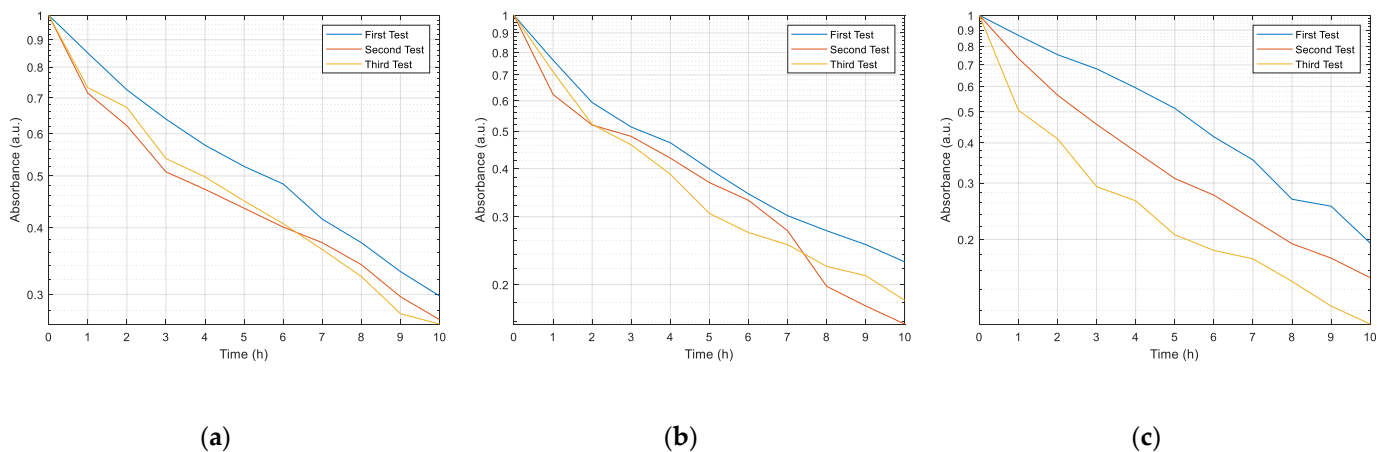 1
0.9
0.8
0.7
0.6
0.5
0.4
0.3
Absorbance (a.u.)
First Test
Second Test
Third Test
0 1 2 3 4 5 6 7 8 9 10
Time (h)
(a)
1
0.9
0.8
0.7
0.6
0.5
0.4
0.3
0.2
Absorbance (a.u.)
First Test
Second Test
Third Test
0 1 2 3 4 5 6 7 8 9 10
Time (h)
(b)
1
0.9
0.8
0.7
0.6
0.5
0.4
0.3
0.2
Absorbance (a.u.)
First Test
Second Test
Third Test
0 1 2 3 4 5 6 7 8 9 10
Time (h)
(c)